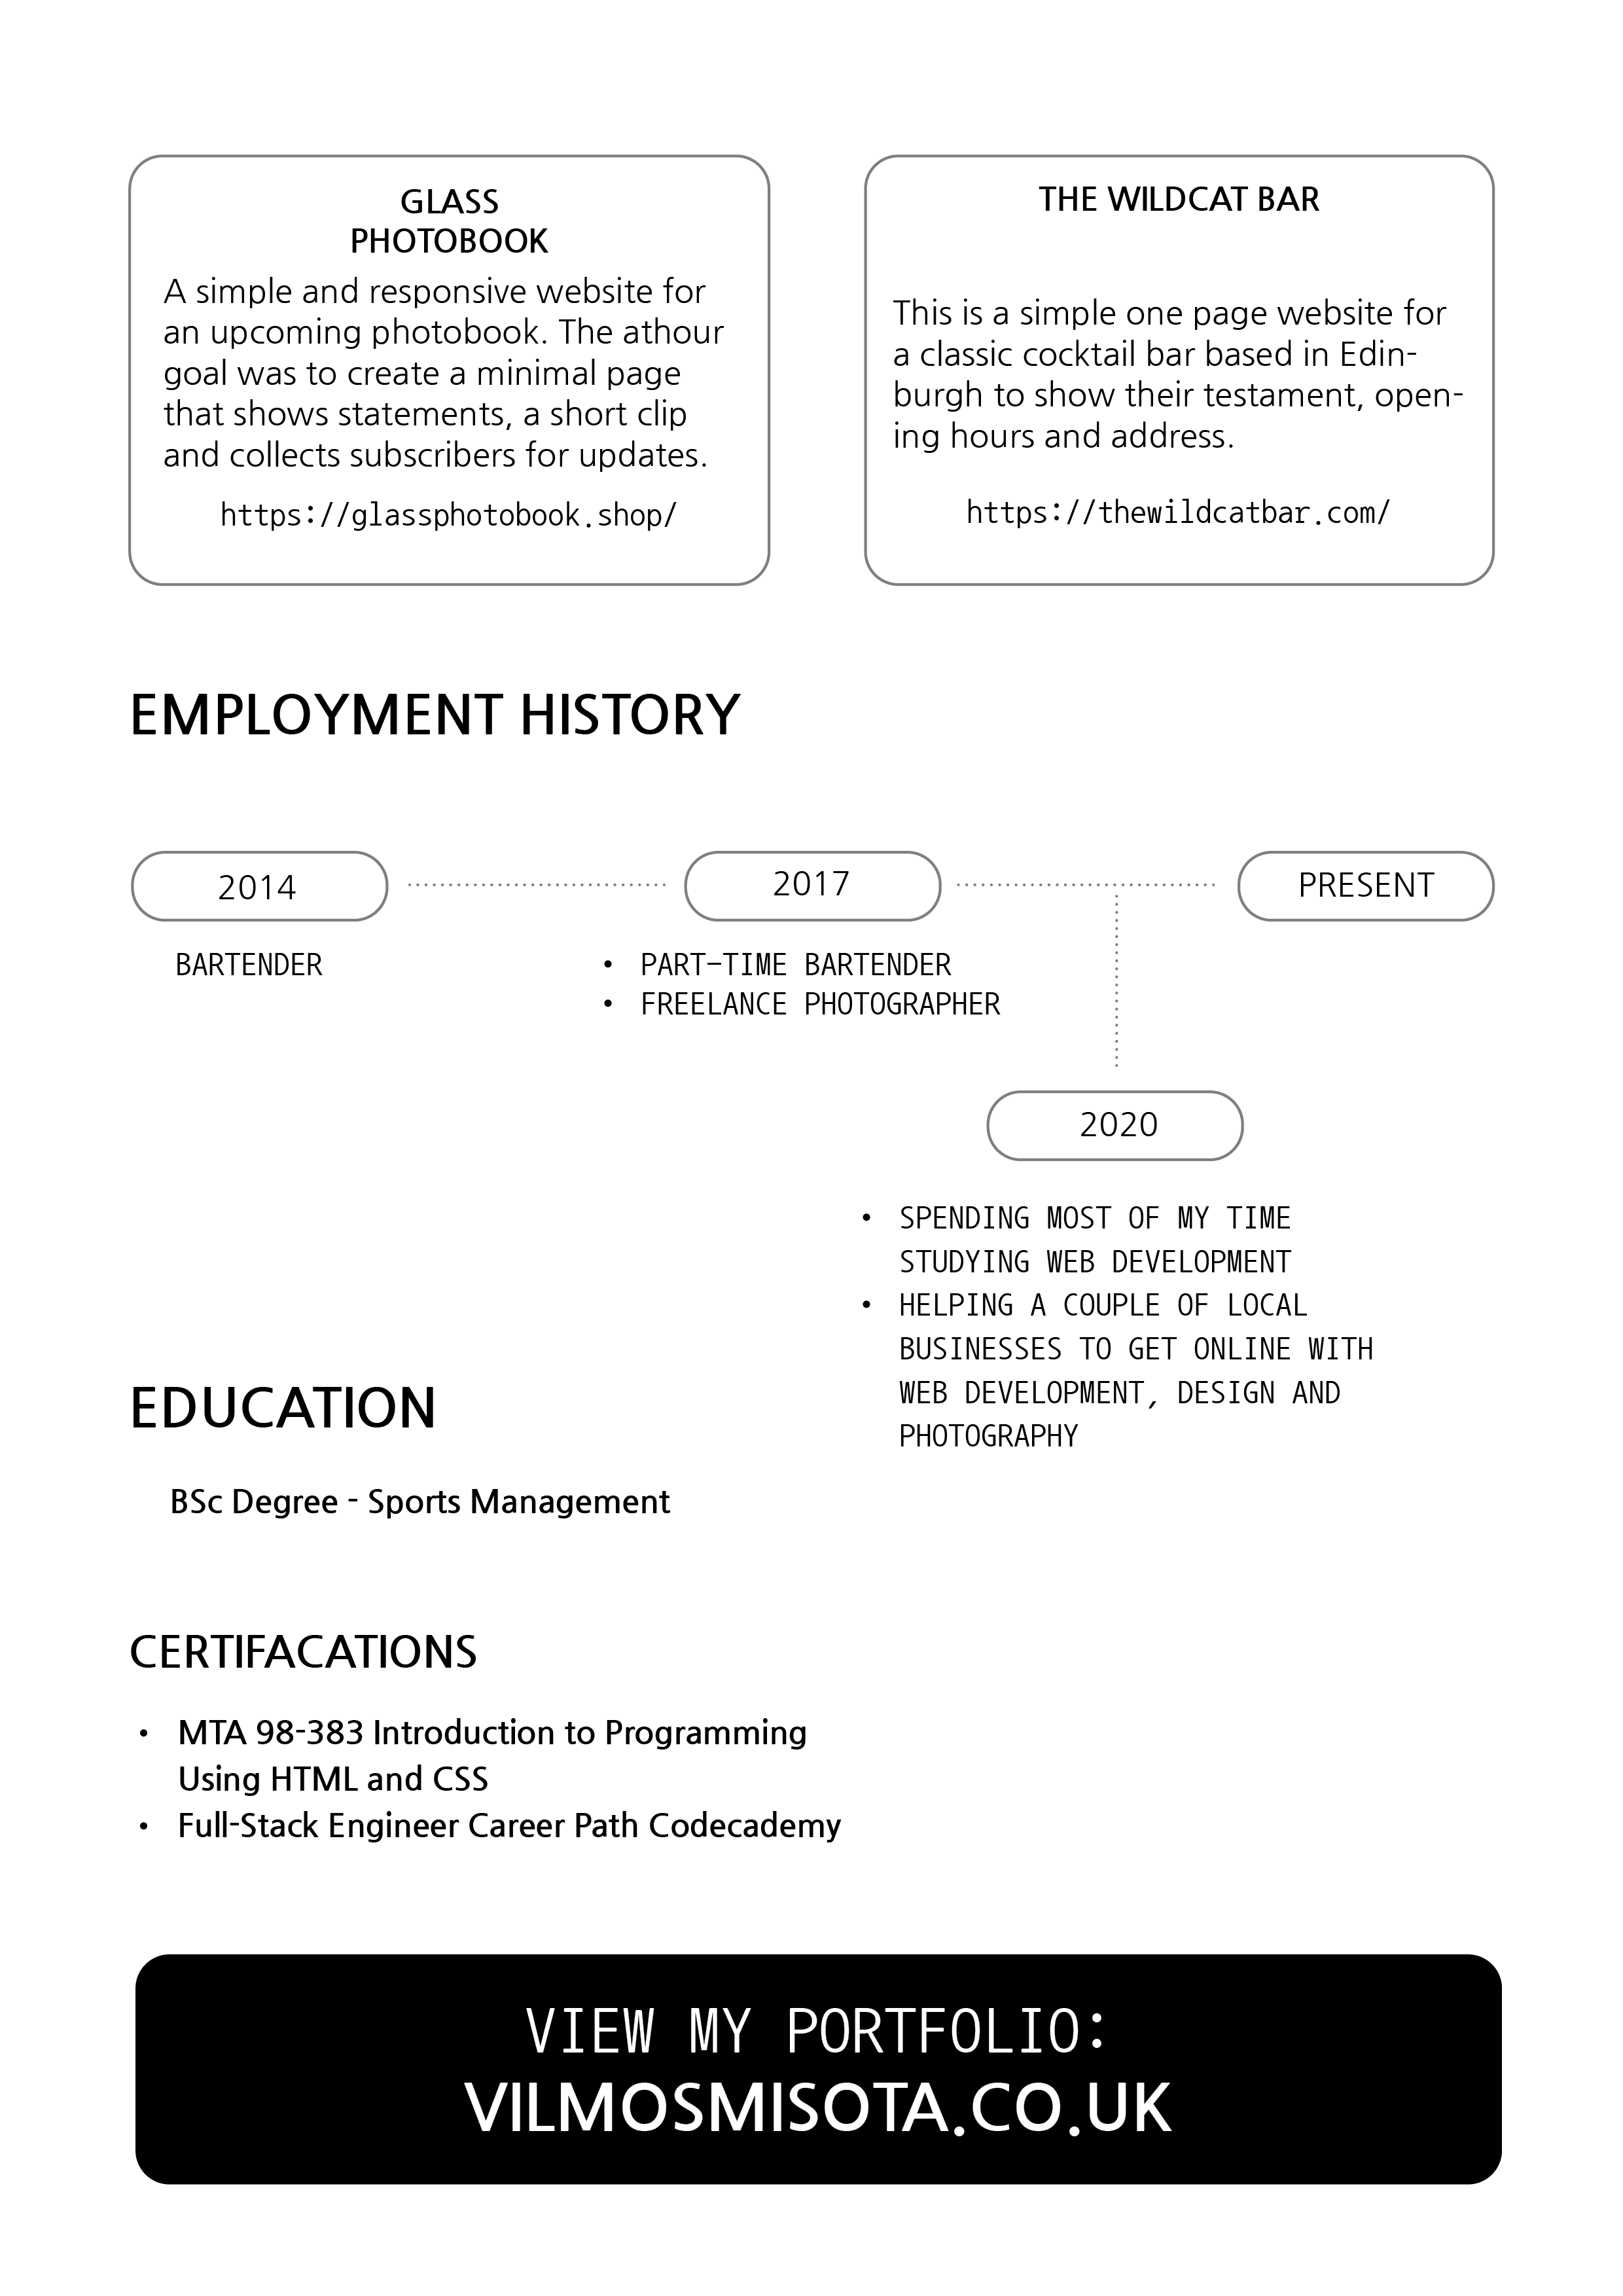 GLASS
PHOTOBOOK
A simple and responsive website for
an upcoming photobook. The athour
goal was to create a minimal page
that shows statements, a short clip
and collects subscribers for updates.
https://glassphotobook.shop/
THE WILDCAT BAR
This is a simple one page website for
a classic cocktail bar based in Edin-
burgh to show their testament, open-
ing hours and address.
https://thewildcatbar.com/
EMPLOYMENT HISTORY
2014
BARTENDER
2017
• PART-TIME BARTENDER
• FREELANCE PHOTOGRAPHER
PRESENT
2020
• SPENDING MOST OF MY TIME
STUDYING WEB DEVELOPMENT
• HELPING A COUPLE OF LOCAL
BUSINESSES TO GET ONLINE WITH
WEB DEVELOPMENT, DESIGN AND
PHOTOGRAPHY
EDUCATION
BSc Degree - Sports Management
CERTIFACATIONS
• MTA 98-383 Introduction to Programming
Using HTML and CSS
• Full-Stack Engineer Career Path Codecademy
VIEW MY PORTFOLIO:
VILMOSMISOTA.CO.UK